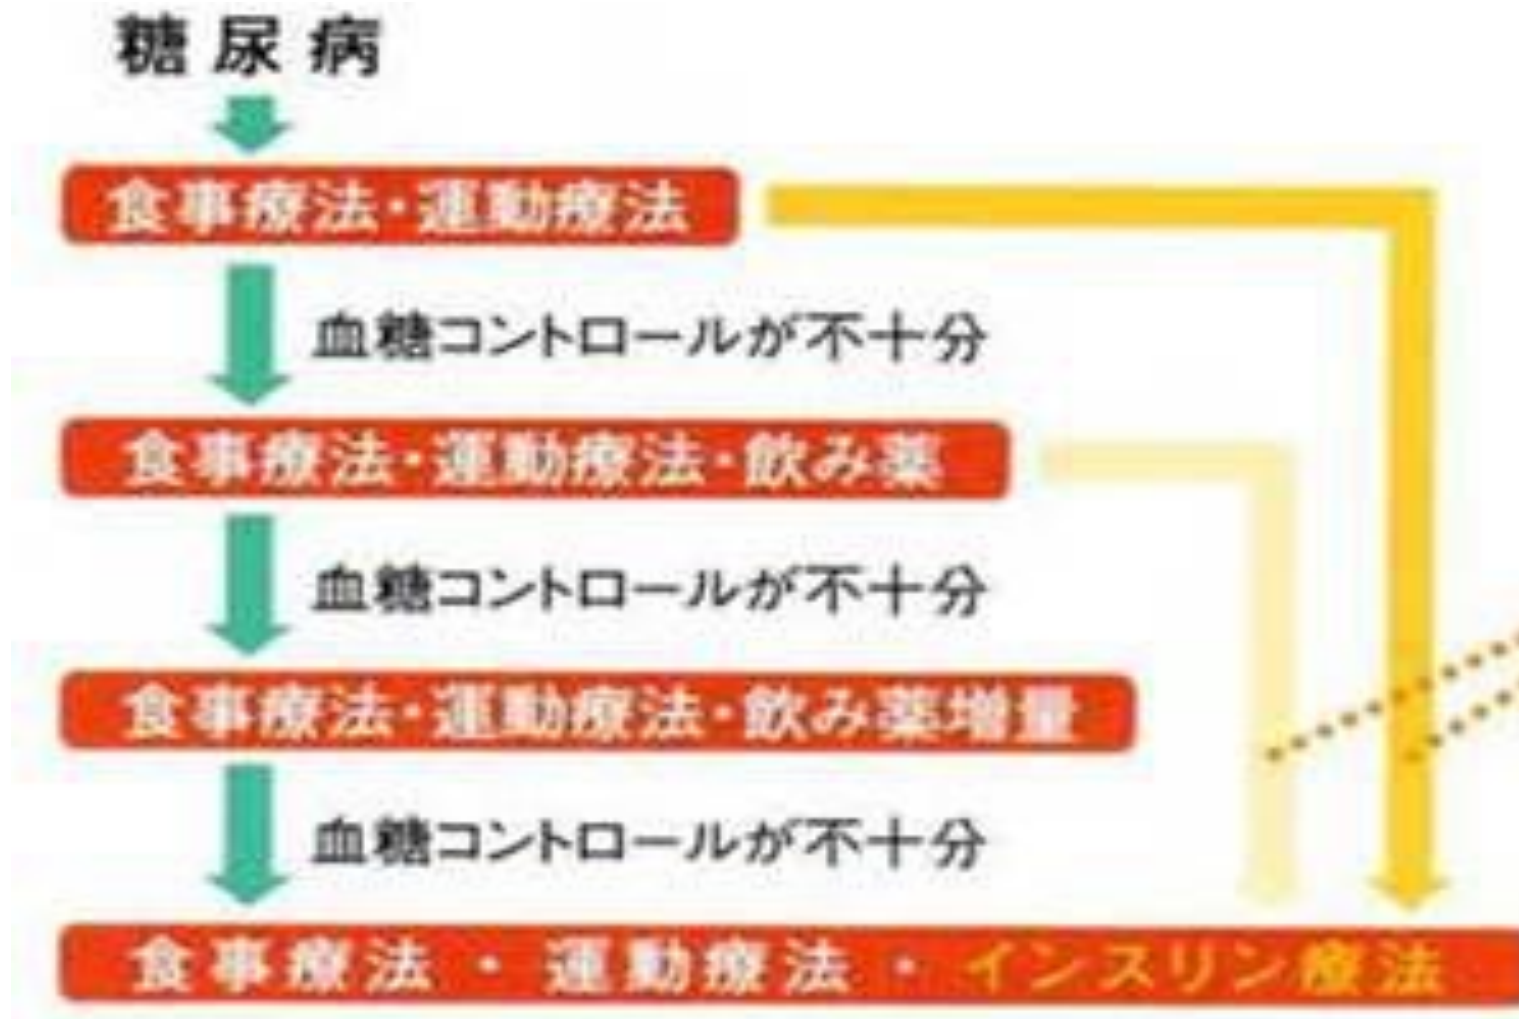 糖尿病
食事療法・運動療法
血糖コントロールが不十分
食事療法・運動療法・飲み薬
血糖コントロールが不十分
食事療法・運動療法・飲み薬増量
血糖コントロールが不十分
食事療法・運動療法・インスリン療法